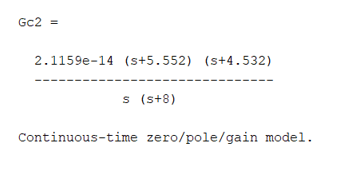 Gc2 =
2.1159e-14 (s+5.552) (s+4.532)
------------------------------
s (s+8)
Continuous-time zero/pole/gain model.